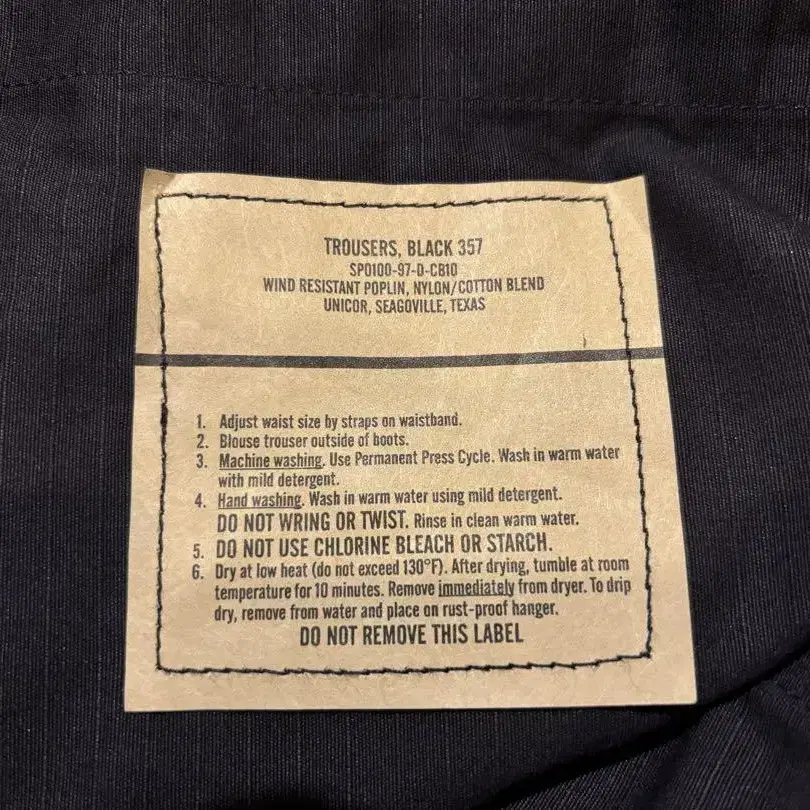 TROUSERS, BLACK 357
SPO100-97-D-CB10
WIND RESISTANT POPLIN, NYLON/COTTON BLEND
UNICOR, SEAGOVILLE, TEXAS
1. Adjust waist size by straps on waistband.
2. Blouse trouser outside of boots.
3. Machine washing. Use Permanent Press Cycle. Wash in warm water
with mild detergent.
4. Hand washing. Wash in warm water using mild detergent.
DO NOT WRING OR TWIST. Rinse in clean warm water.
5. DO NOT USE CHLORINE BLEACH OR STARCH.
6. Dry at low heat (do not exceed 130°F). After drying, tumble at room
temperature for 10 minutes. Remove immediately from dryer. To drip
dry, remove from water and place on rust-proof hanger.
DO NOT REMOVE THIS LABEL